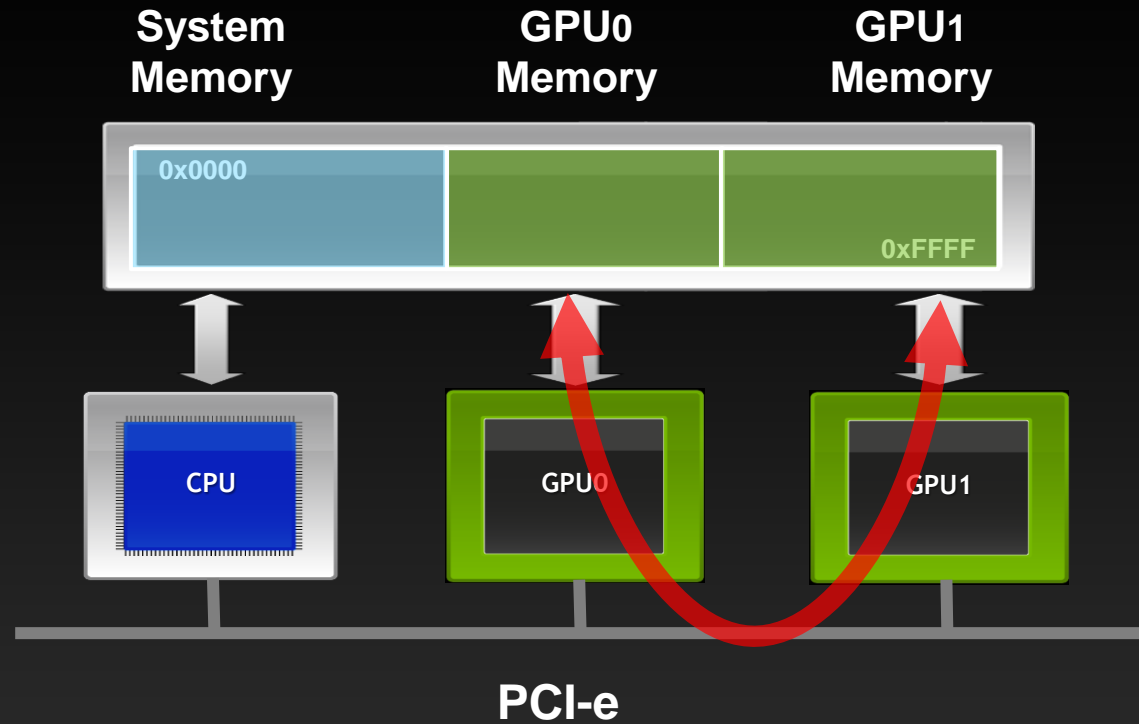 System
Memory
GPU0
Memory
GPU1
Memory
0x0000
0xFFFF
CPU
GPU0
GPU1
PCI-e